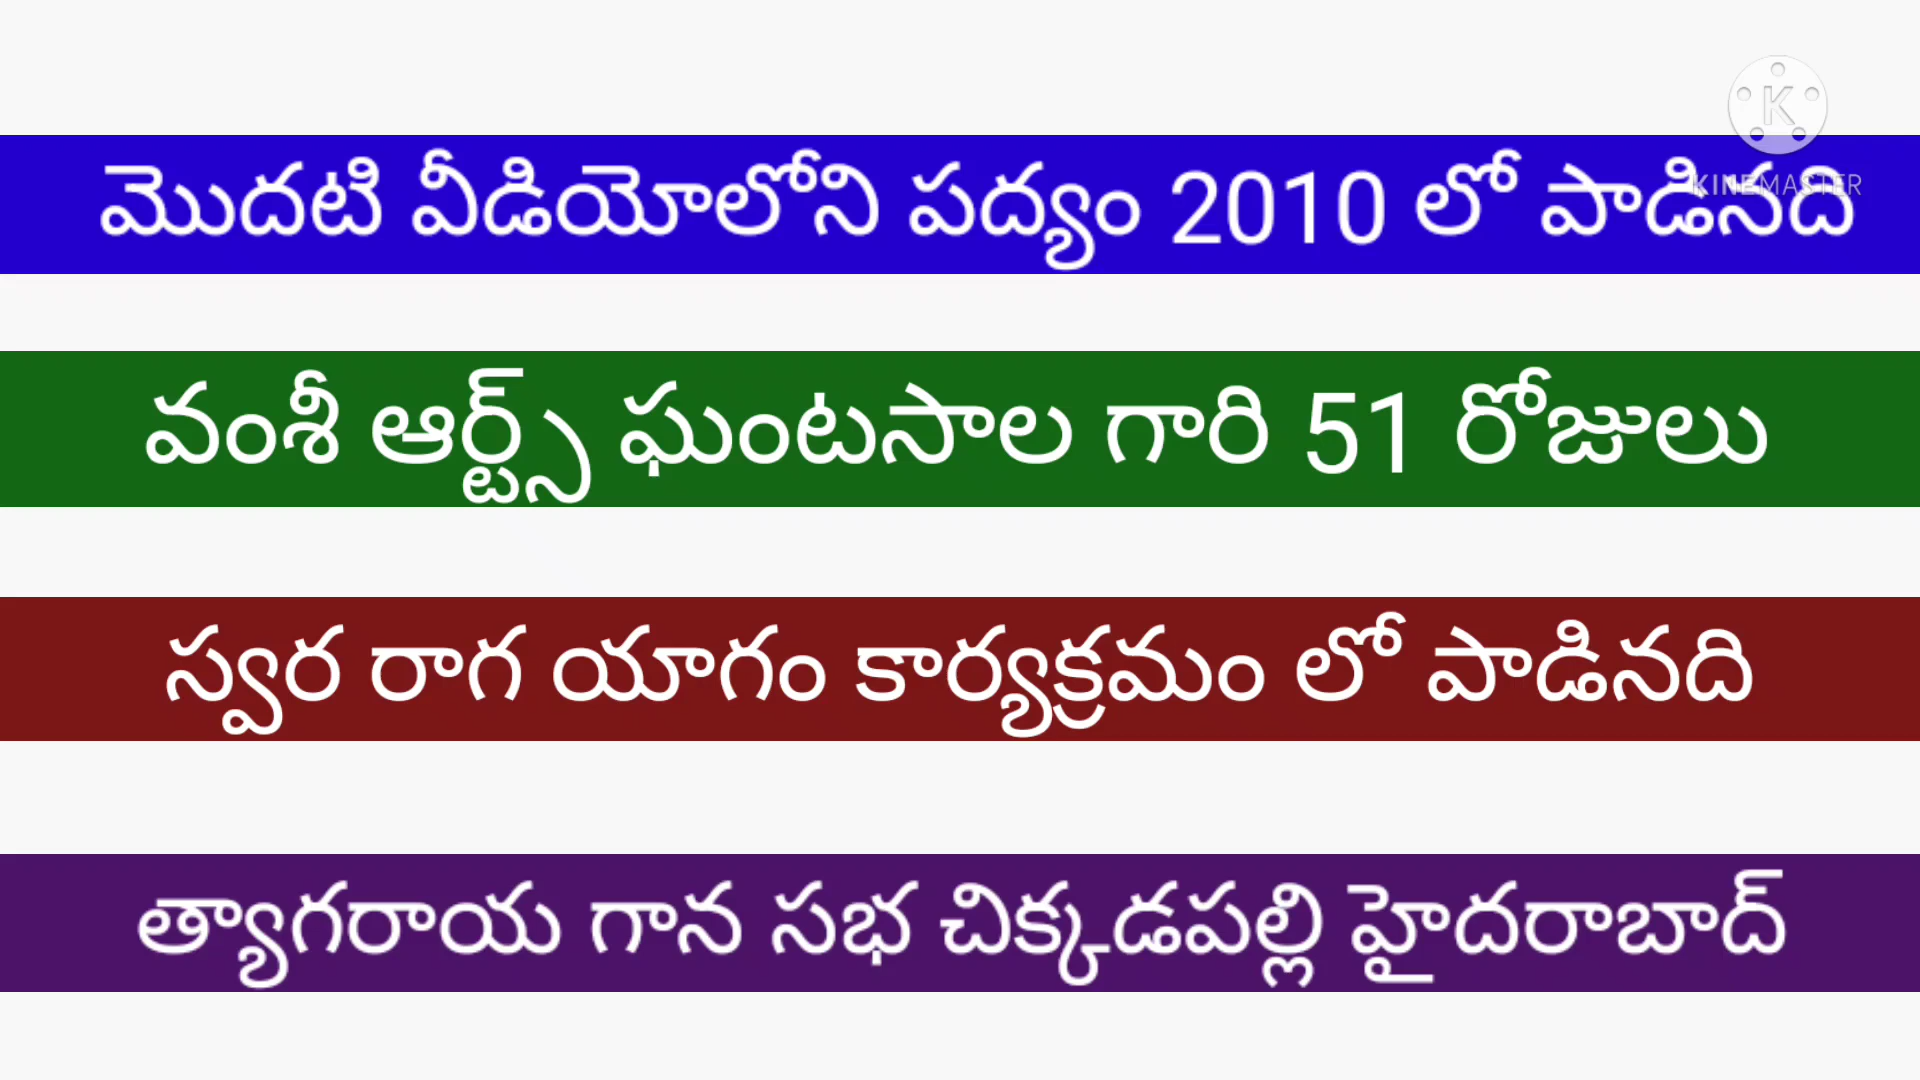 KINEMASTER
మొదటి వీడియోలోని పద్యం 2010 లో పాడినది
వంశీ ఆర్ట్స్ ఘంటసాల గారి 51 రోజులు
స్వర రాగ యాగం కార్యక్రమం లో పాడినది
త్యాగరాయ గాన సభ చిక్కడపల్లి హైదరాబాద్